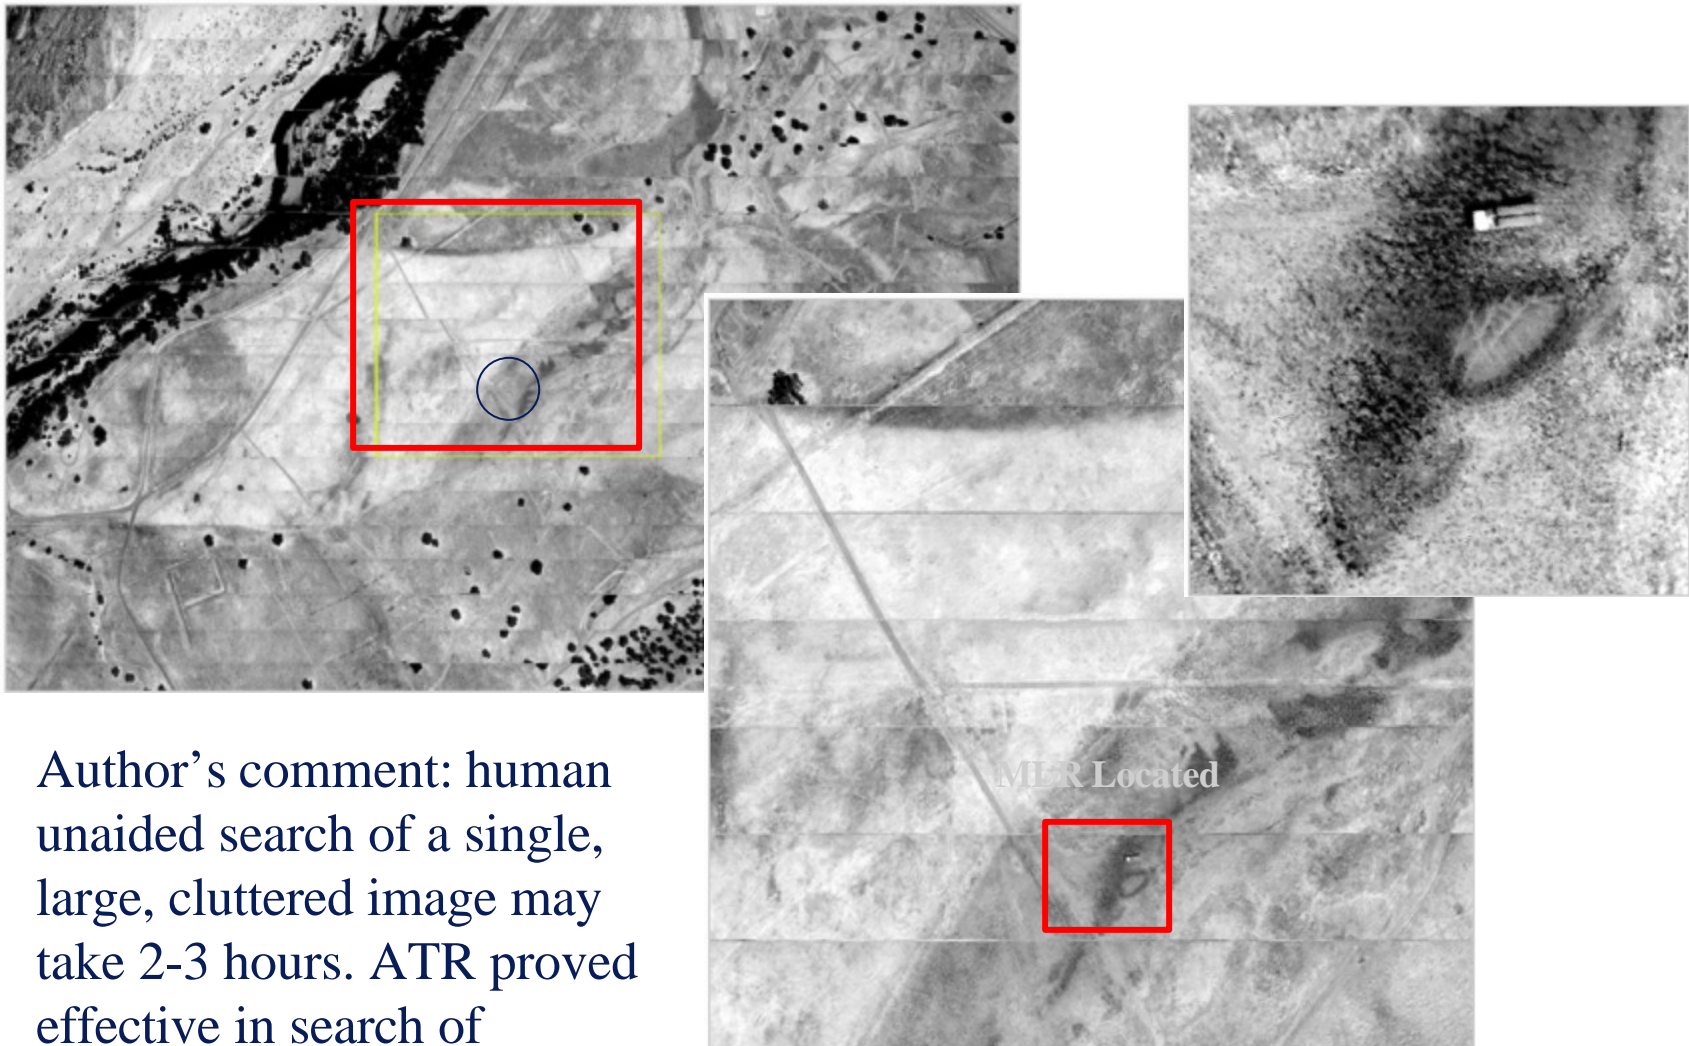 MLR Located
Author’s comment: human
unaided search of a single,
large, cluttered image may
take 2-3 hours. ATR proved
effective in search of